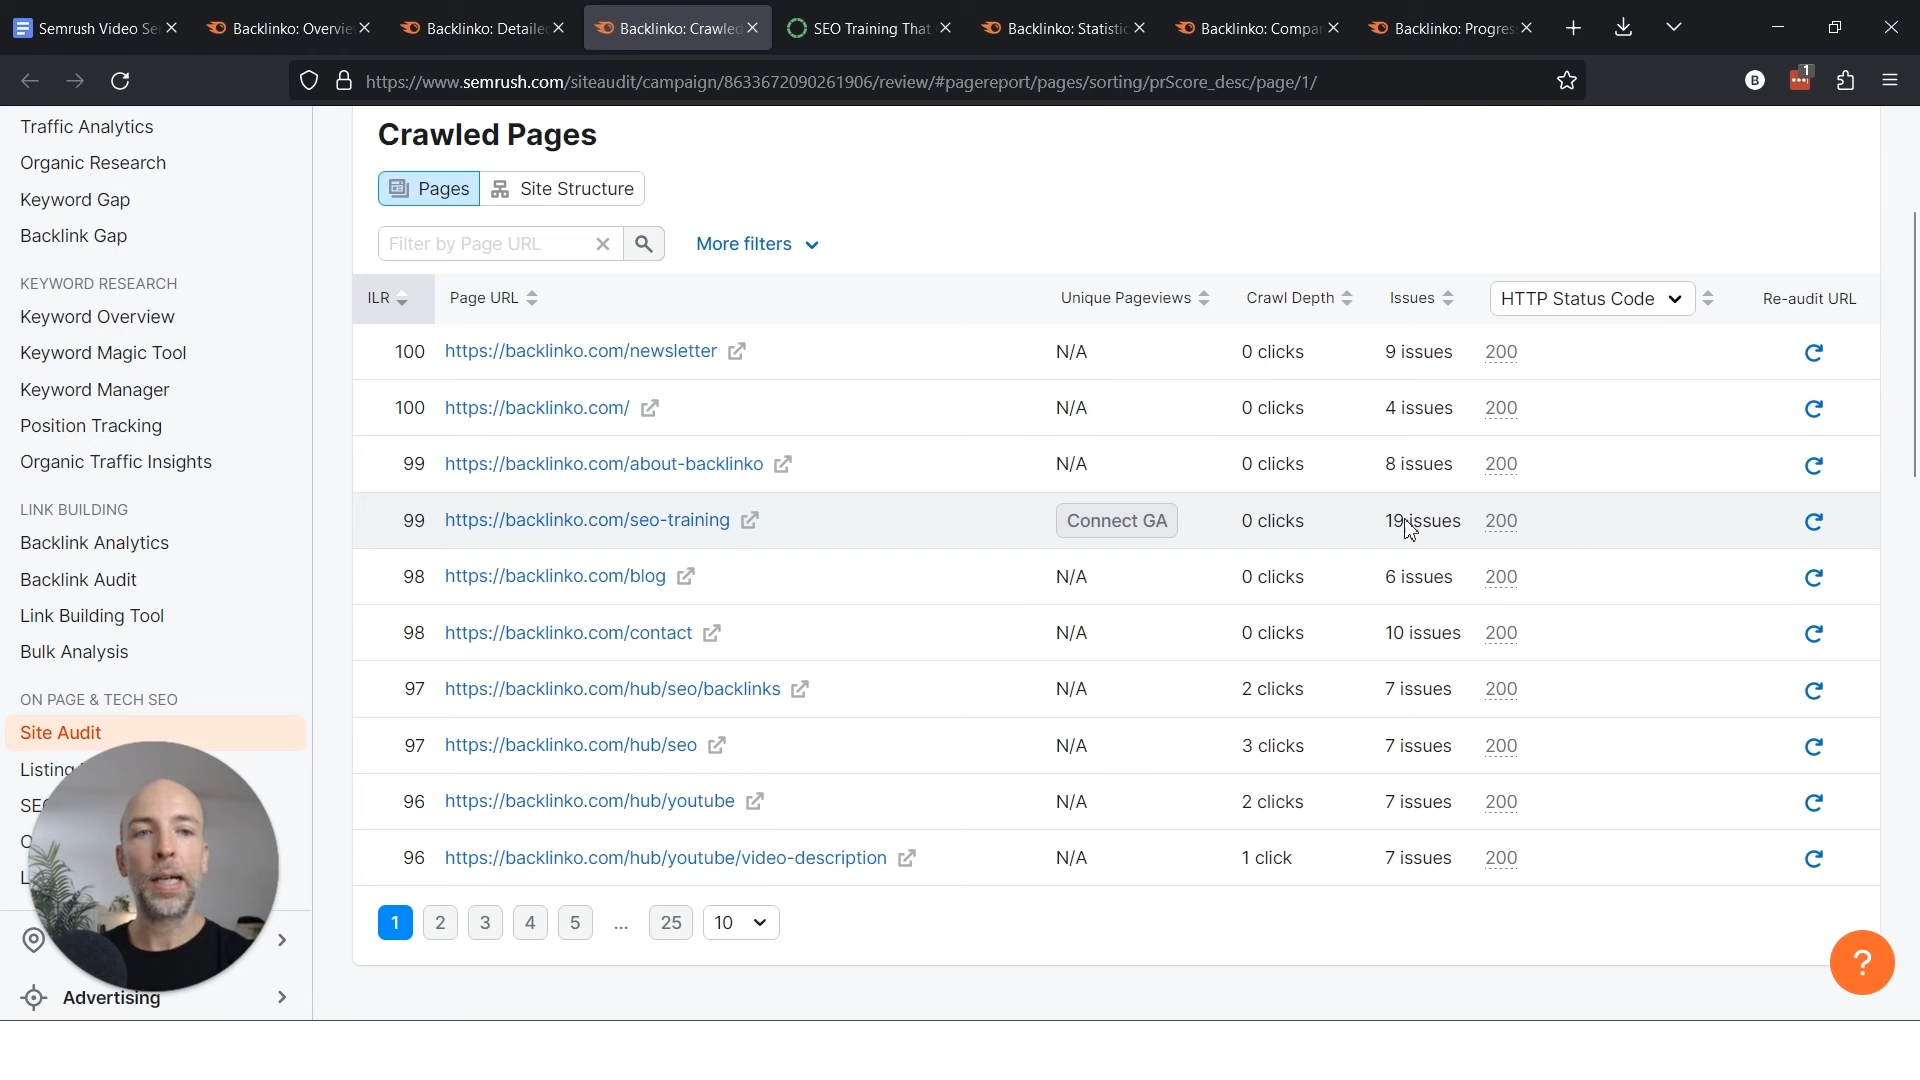 Semrush Video Se
Backlinko: Overvie
Backlinko: Detaile
Backlinko: Crawled
SEO Training That
Backlinko: Statistic
Backlinko: Compar
Backlinko: Progres
https://www.semrush.com/siteaudit/campaign/8633672090261906/review/#pagereport/pages/sorting/prScore_desc/page/1/
B
1
Traffic Analytics
Organic Research
Keyword Gap
Backlink Gap
KEYWORD RESEARCH
Keyword Overview
Keyword Magic Tool
Keyword Manager
Position Tracking
Organic Traffic Insights
LINK BUILDING
Backlink Analytics
Backlink Audit
Link Building Tool
Bulk Analysis
ON PAGE & TECH SEO
Site Audit
Listing
SEO
Advertising
Crawled Pages
Pages
Site Structure
Filter by Page URL
More filters
ILR Page URL Unique Pageviews Crawl Depth Issues HTTP Status Code Re-audit URL
100 https://backlinko.com/newsletter N/A 0 clicks 9 issues 200
100 https://backlinko.com/ N/A 0 clicks 4 issues 200
99 https://backlinko.com/about-backlinko N/A 0 clicks 8 issues 200
99 https://backlinko.com/seo-training Connect GA 0 clicks 19 issues 200
98 https://backlinko.com/blog N/A 0 clicks 6 issues 200
98 https://backlinko.com/contact N/A 0 clicks 10 issues 200
97 https://backlinko.com/hub/seo/backlinks N/A 2 clicks 7 issues 200
97 https://backlinko.com/hub/seo N/A 3 clicks 7 issues 200
96 https://backlinko.com/hub/youtube N/A 2 clicks 7 issues 200
96 https://backlinko.com/hub/youtube/video-description N/A 1 click 7 issues 200
1 2 3 4 5 ... 25 10
?